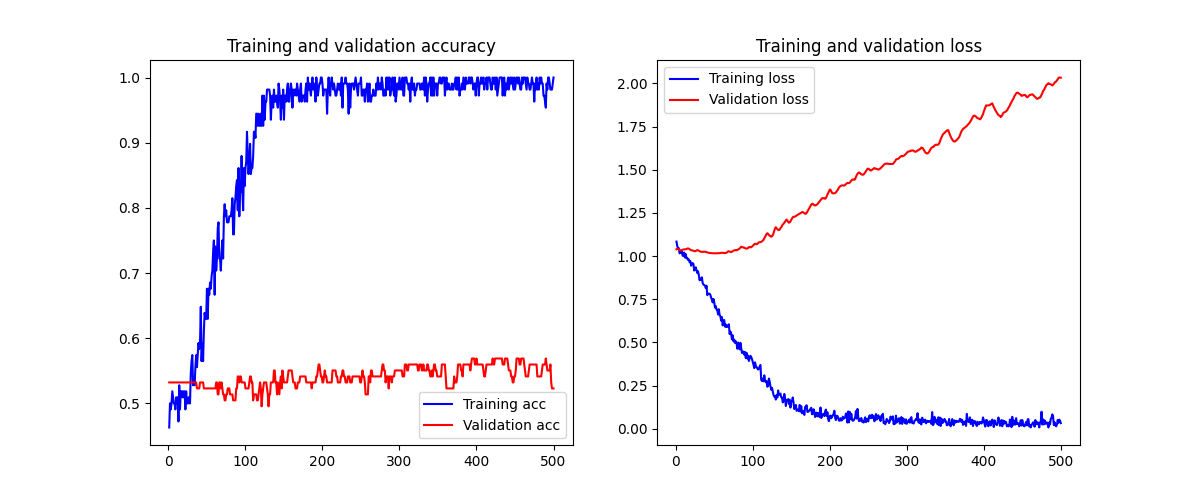 Training and validation accuracy
1.0
0.9
0.8
0.7
0.6
0.5
0 100 200 300 400 500
Training acc
Validation acc
Training and validation loss
Training loss
Validation loss
2.00
1.75
1.50
1.25
1.00
0.75
0.50
0.25
0.00
0 100 200 300 400 500